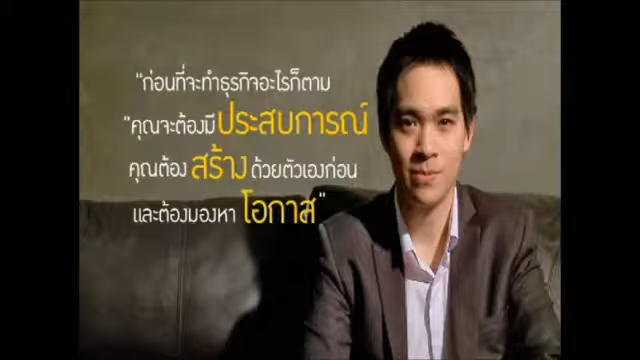 "ก่อนที่จะทำธุรกิจอะไรก็ตาม
"คุณจะต้องมีประสบการณ์
คุณต้อง สร้าง ด้วยตัวเองก่อน
และต้องมองหา โอกาส"